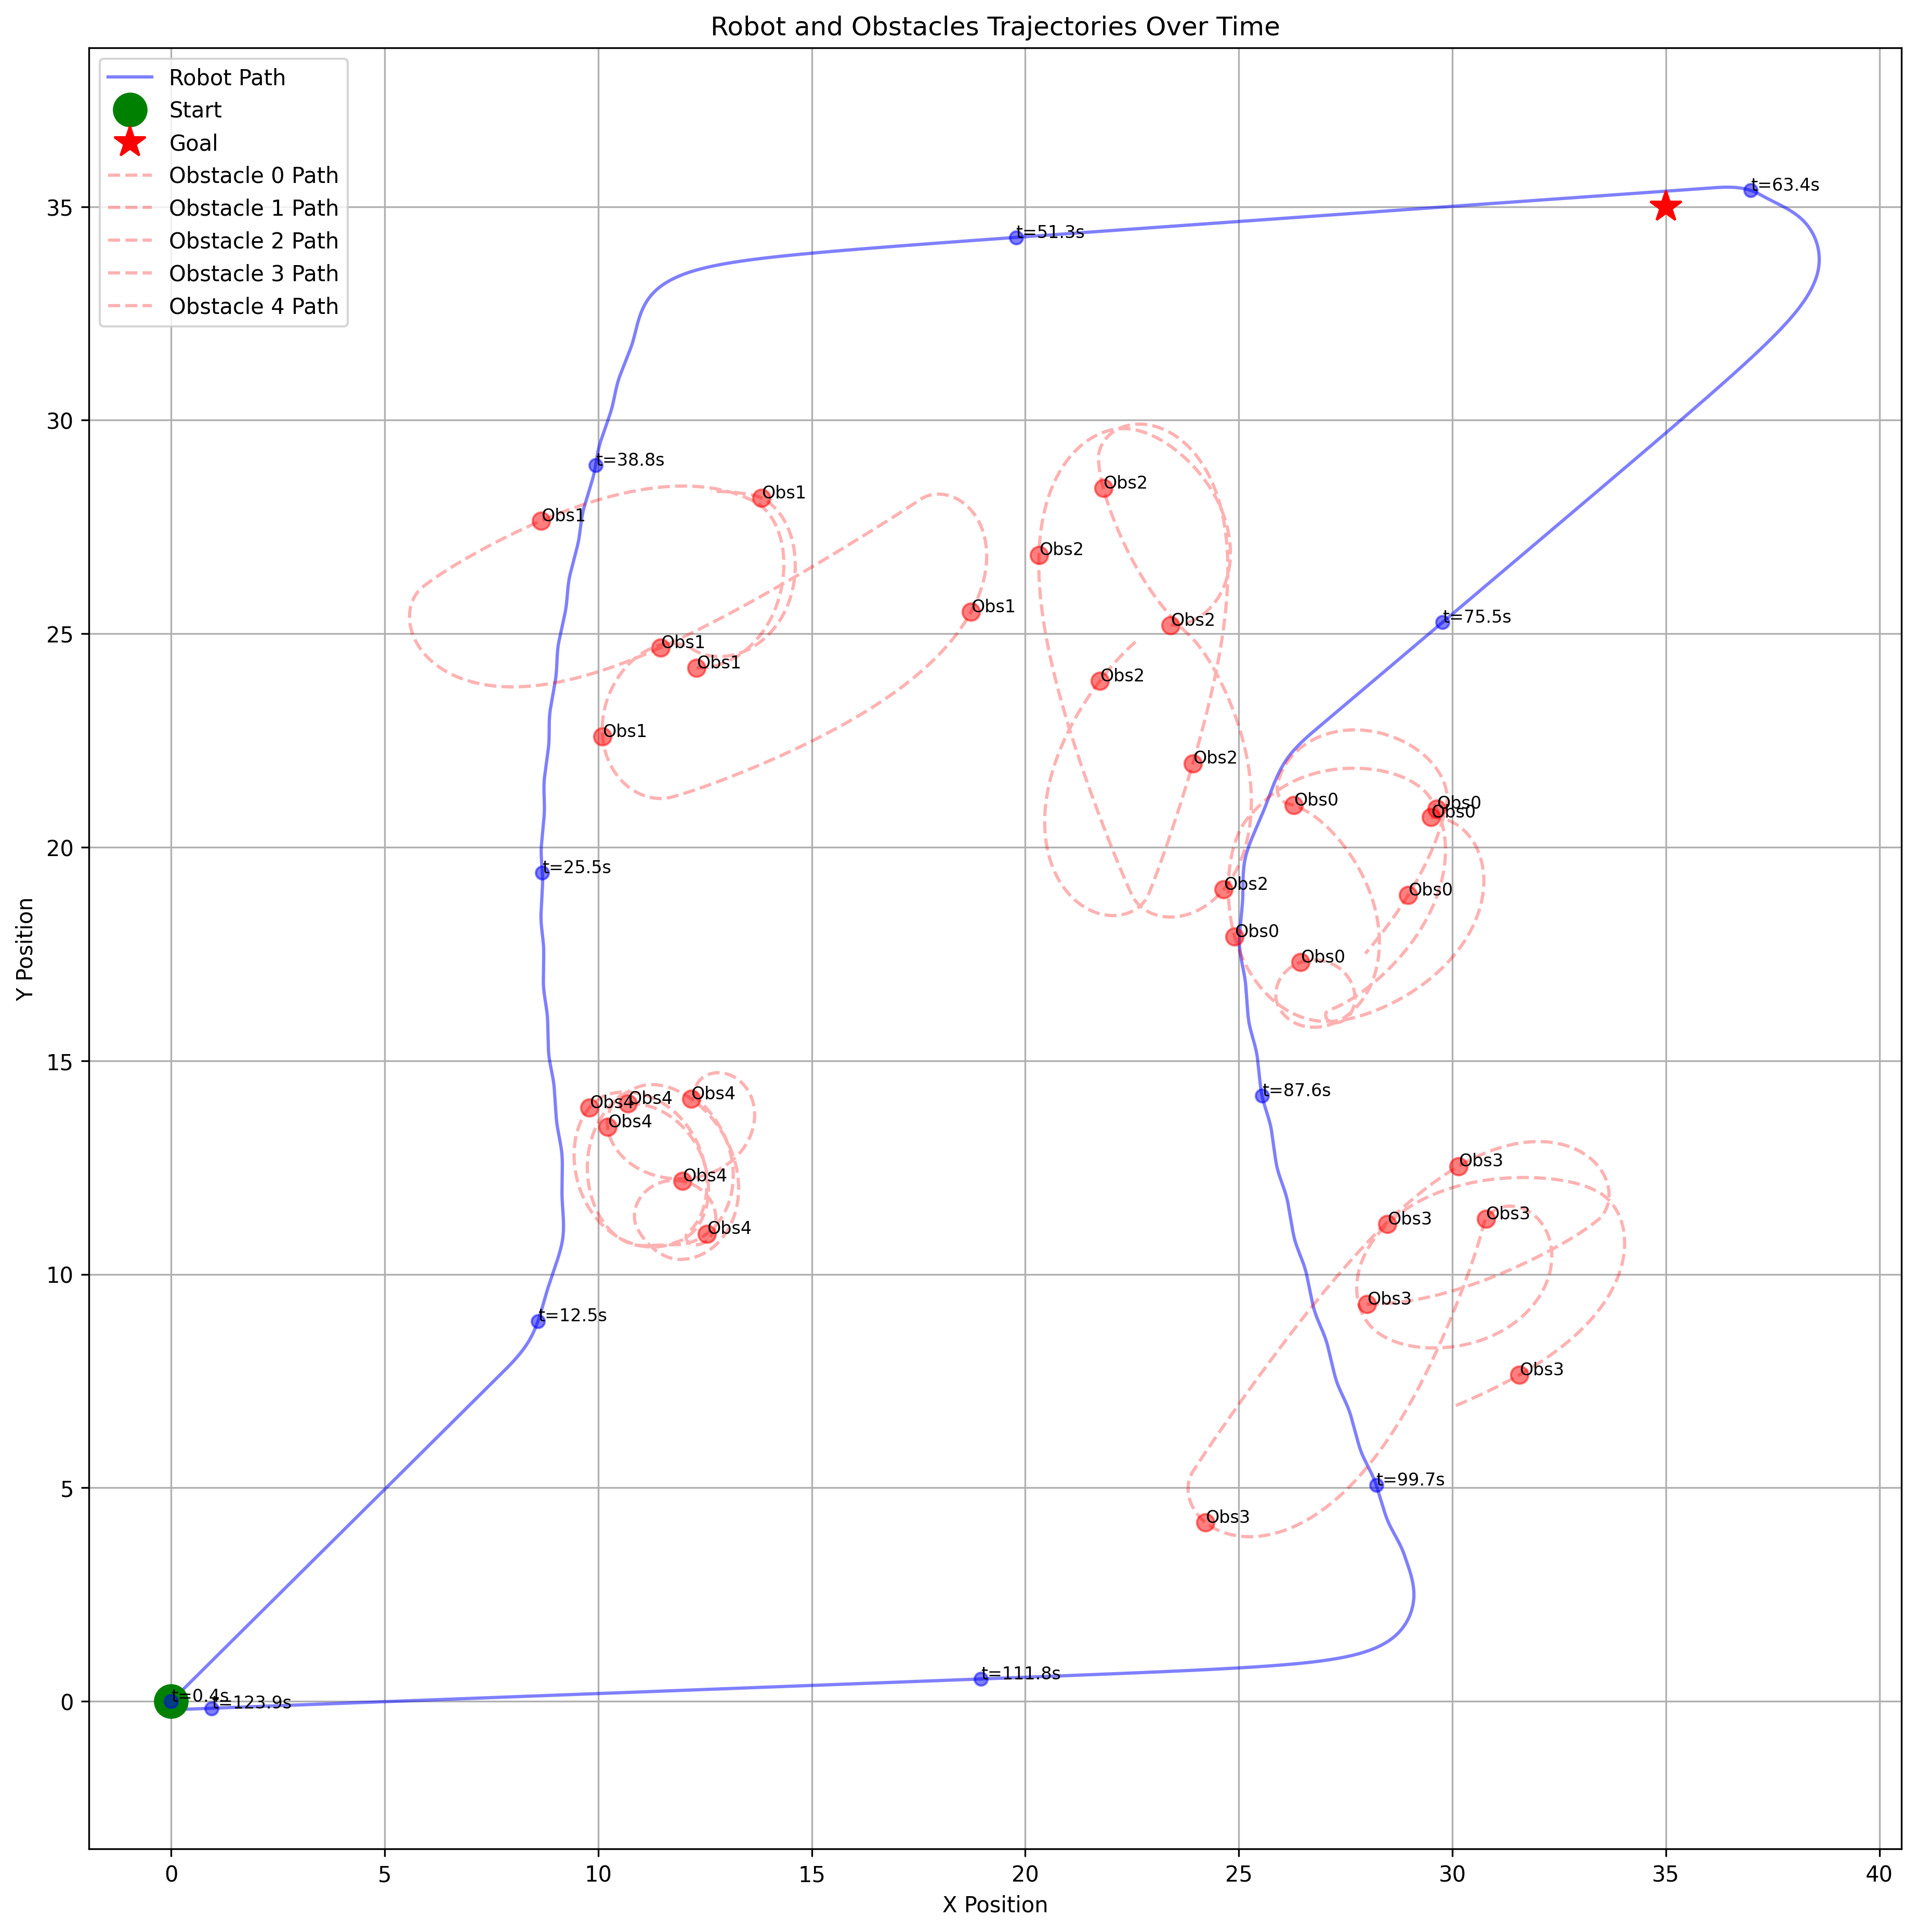 Robot and Obstacles Trajectories Over Time
Robot Path
Start
Goal
Obstacle 0 Path
Obstacle 1 Path
Obstacle 2 Path
Obstacle 3 Path
Obstacle 4 Path
t=63.4s
35
t=51.3s
30
t=38.8s
Obs2
Obs1
Obs1
Obs2
Obs1
Obs2
t=75.5s
25
Obs1
Obs1
Obs2
Obs1
Obs2
Obs0
Obs0
Obs0
20
t=25.5s
Obs2
Obs0
Obs0
Obs0
Y Position
15
t=87.6s
Obs4
Obs4
Obs4
Obs4
Obs4
Obs4
Obs3
Obs3
Obs3
10
Obs3
t=12.5s
Obs3
5
t=99.7s
Obs3
t=111.8s
0
t=0.4s
t=123.9s
0 5 10 15 20 25 30 35 40
X Position